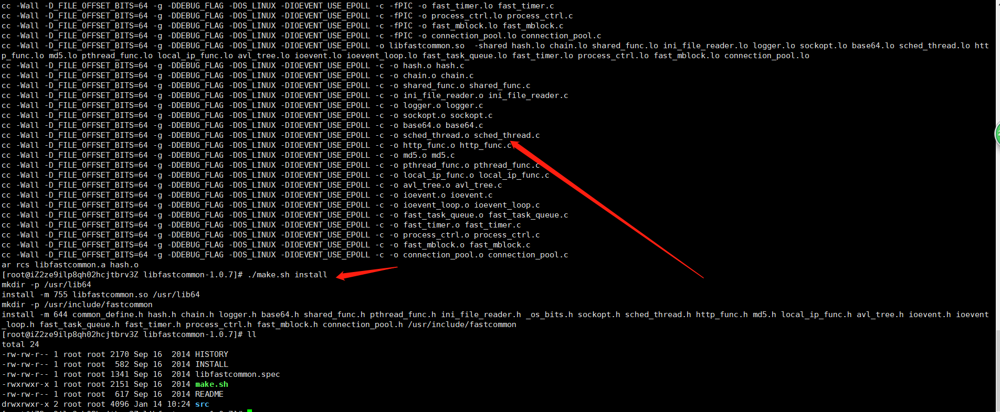 cc -Wall -D_FILE_OFFSET_BITS=64 -g -DDEBUG_FLAG -DOS_LINUX -DIOEVENT_USE_EPOLL -c -fPIC -o fast_timer.lo fast_timer.c
cc -Wall -D_FILE_OFFSET_BITS=64 -g -DDEBUG_FLAG -DOS_LINUX -DIOEVENT_USE_EPOLL -c -fPIC -o process_ctrl.lo process_ctrl.c
cc -Wall -D_FILE_OFFSET_BITS=64 -g -DDEBUG_FLAG -DOS_LINUX -DIOEVENT_USE_EPOLL -c -fPIC -o fast_mblock.lo fast_mblock.c
cc -Wall -D_FILE_OFFSET_BITS=64 -g -DDEBUG_FLAG -DOS_LINUX -DIOEVENT_USE_EPOLL -c -fPIC -o connection_pool.lo connection_pool.c
cc -Wall -D_FILE_OFFSET_BITS=64 -g -DDEBUG_FLAG -DOS_LINUX -DIOEVENT_USE_EPOLL -o libfastcommon.so  -shared hash.lo chain.lo shared_func.lo ini_file_reader.lo logger.lo sockopt.lo base64.lo sched_thread.lo htt
p_func.lo md5.lo pthread_func.lo local_ip_func.lo avl_tree.lo ioevent.lo ioevent_loop.lo fast_task_queue.lo fast_timer.lo process_ctrl.lo fast_mblock.lo connection_pool.lo
cc -Wall -D_FILE_OFFSET_BITS=64 -g -DDEBUG_FLAG -DOS_LINUX -DIOEVENT_USE_EPOLL -c -o hash.o hash.c
cc -Wall -D_FILE_OFFSET_BITS=64 -g -DDEBUG_FLAG -DOS_LINUX -DIOEVENT_USE_EPOLL -c -o chain.o chain.c
cc -Wall -D_FILE_OFFSET_BITS=64 -g -DDEBUG_FLAG -DOS_LINUX -DIOEVENT_USE_EPOLL -c -o shared_func.o shared_func.c
cc -Wall -D_FILE_OFFSET_BITS=64 -g -DDEBUG_FLAG -DOS_LINUX -DIOEVENT_USE_EPOLL -c -o ini_file_reader.o ini_file_reader.c
cc -Wall -D_FILE_OFFSET_BITS=64 -g -DDEBUG_FLAG -DOS_LINUX -DIOEVENT_USE_EPOLL -c -o logger.o logger.c
cc -Wall -D_FILE_OFFSET_BITS=64 -g -DDEBUG_FLAG -DOS_LINUX -DIOEVENT_USE_EPOLL -c -o sockopt.o sockopt.c
cc -Wall -D_FILE_OFFSET_BITS=64 -g -DDEBUG_FLAG -DOS_LINUX -DIOEVENT_USE_EPOLL -c -o base64.o base64.c
cc -Wall -D_FILE_OFFSET_BITS=64 -g -DDEBUG_FLAG -DOS_LINUX -DIOEVENT_USE_EPOLL -c -o sched_thread.o sched_thread.c
cc -Wall -D_FILE_OFFSET_BITS=64 -g -DDEBUG_FLAG -DOS_LINUX -DIOEVENT_USE_EPOLL -c -o http_func.o http_func.c
cc -Wall -D_FILE_OFFSET_BITS=64 -g -DDEBUG_FLAG -DOS_LINUX -DIOEVENT_USE_EPOLL -c -o md5.o md5.c
cc -Wall -D_FILE_OFFSET_BITS=64 -g -DDEBUG_FLAG -DOS_LINUX -DIOEVENT_USE_EPOLL -c -o pthread_func.o pthread_func.c
cc -Wall -D_FILE_OFFSET_BITS=64 -g -DDEBUG_FLAG -DOS_LINUX -DIOEVENT_USE_EPOLL -c -o local_ip_func.o local_ip_func.c
cc -Wall -D_FILE_OFFSET_BITS=64 -g -DDEBUG_FLAG -DOS_LINUX -DIOEVENT_USE_EPOLL -c -o avl_tree.o avl_tree.c
cc -Wall -D_FILE_OFFSET_BITS=64 -g -DDEBUG_FLAG -DOS_LINUX -DIOEVENT_USE_EPOLL -c -o ioevent.o ioevent.c
cc -Wall -D_FILE_OFFSET_BITS=64 -g -DDEBUG_FLAG -DOS_LINUX -DIOEVENT_USE_EPOLL -c -o ioevent_loop.o ioevent_loop.c
cc -Wall -D_FILE_OFFSET_BITS=64 -g -DDEBUG_FLAG -DOS_LINUX -DIOEVENT_USE_EPOLL -c -o fast_task_queue.o fast_task_queue.c
cc -Wall -D_FILE_OFFSET_BITS=64 -g -DDEBUG_FLAG -DOS_LINUX -DIOEVENT_USE_EPOLL -c -o fast_timer.o fast_timer.c
cc -Wall -D_FILE_OFFSET_BITS=64 -g -DDEBUG_FLAG -DOS_LINUX -DIOEVENT_USE_EPOLL -c -o process_ctrl.o process_ctrl.c
cc -Wall -D_FILE_OFFSET_BITS=64 -g -DDEBUG_FLAG -DOS_LINUX -DIOEVENT_USE_EPOLL -c -o fast_mblock.o fast_mblock.c
cc -Wall -D_FILE_OFFSET_BITS=64 -g -DDEBUG_FLAG -DOS_LINUX -DIOEVENT_USE_EPOLL -c -o connection_pool.o connection_pool.c
ar rcs libfastcommon.a hash.o
[root@iZ2ze9ilp8qh02hcjtbrv3Z libfastcommon-1.0.7]# ./make.sh install
mkdir -p /usr/lib64
install -m 755 libfastcommon.so /usr/lib64
mkdir -p /usr/include/fastcommon
install -m 644 common_define.h hash.h chain.h logger.h base64.h shared_func.h pthread_func.h ini_file_reader.h _os_bits.h sockopt.h sched_thread.h http_func.h md5.h local_ip_func.h avl_tree.h ioevent.h ioevent
_loop.h fast_task_queue.h fast_timer.h process_ctrl.h fast_mblock.h connection_pool.h /usr/include/fastcommon
[root@iZ2ze9ilp8qh02hcjtbrv3Z libfastcommon-1.0.7]# ll
total 24
-rw-rw-r-- 1 root root 2170 Sep 16  2014 HISTORY
-rw-rw-r-- 1 root root  582 Sep 16  2014 INSTALL
-rw-rw-r-- 1 root root 1341 Sep 16  2014 libfastcommon.spec
-rwxrwxr-x 1 root root 2151 Sep 16  2014 make.sh
-rw-rw-r-- 1 root root  617 Sep 16  2014 README
drwxrwxr-x 2 root root 4096 Jan 14 10:24 src